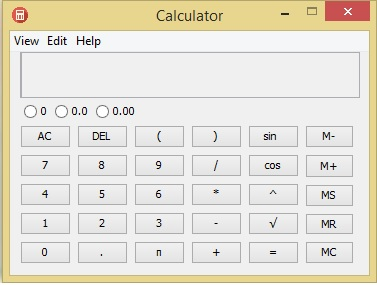 Calculator
View Edit Help
0 0.0 0.00
AC DEL ( ) sin M-
7 8 9 / cos M+
4 5 6 * ^ MS
1 2 3 - √ MR
0 . π + = MC